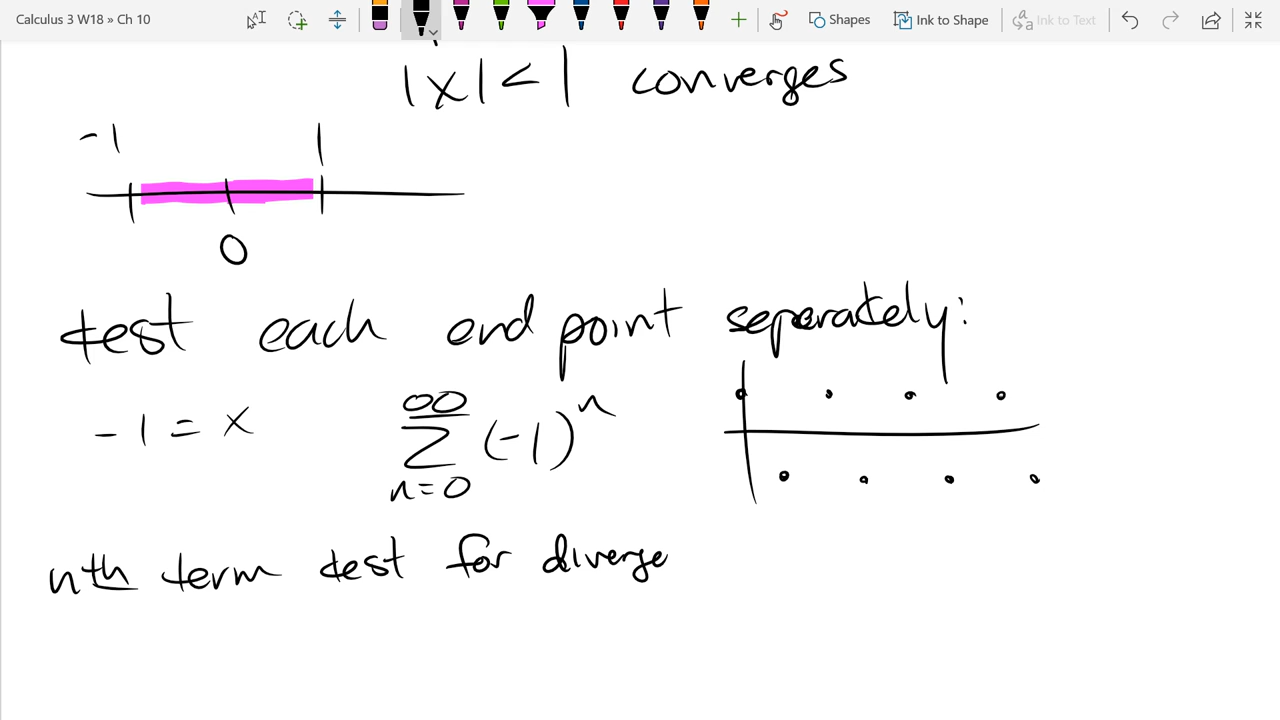 Calculus 3 W18 » Ch 10
Shapes
Ink to Shape
Ink to Text
|x| < 1 converges
-1 1
0
test each end point seperately:
-1 = x
∞
∑ (-1)^n
n=0
nth term test for diverge